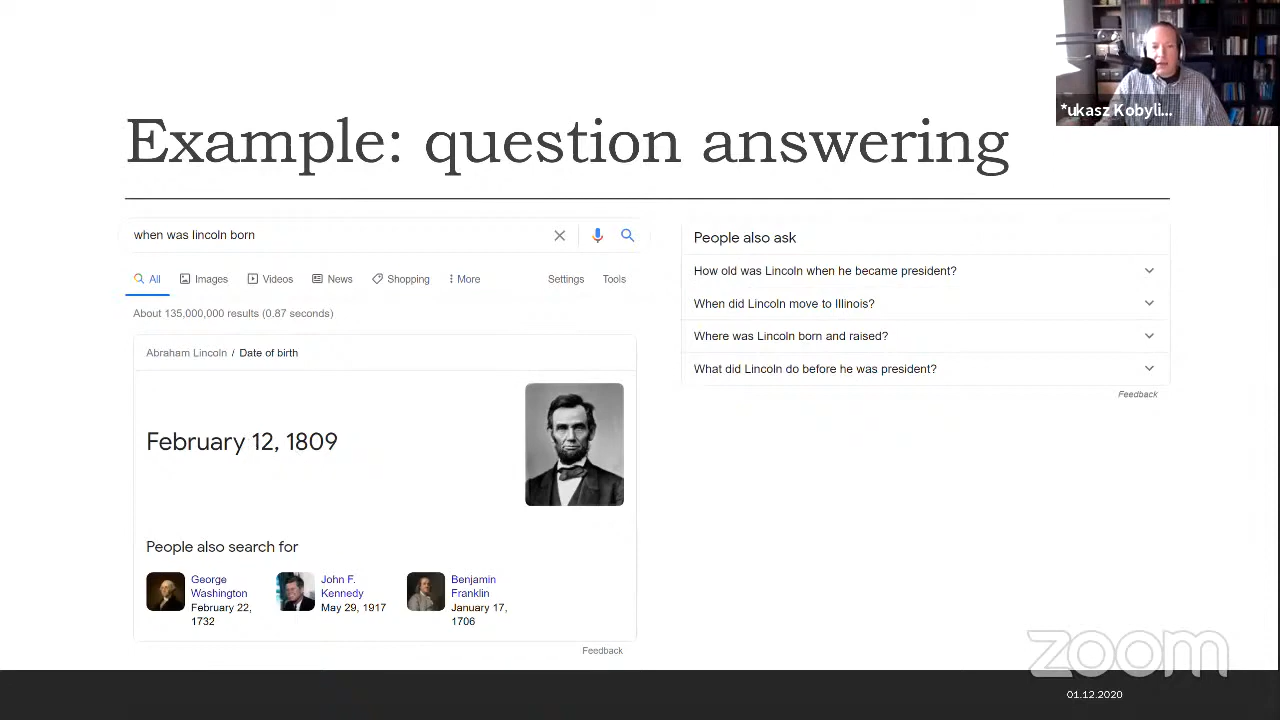 *ukasz Kobyli...
Example: question answering
when was lincoln born
All Images Videos News Shopping More Settings Tools
About 135,000,000 results (0.87 seconds)
Abraham Lincoln / Date of birth
February 12, 1809
People also search for
George
Washington
February 22,
1732
John F.
Kennedy
May 29, 1917
Benjamin
Franklin
January 17,
1706
Feedback
People also ask
How old was Lincoln when he became president?
When did Lincoln move to Illinois?
Where was Lincoln born and raised?
What did Lincoln do before he was president?
Feedback
zoom
01.12.2020